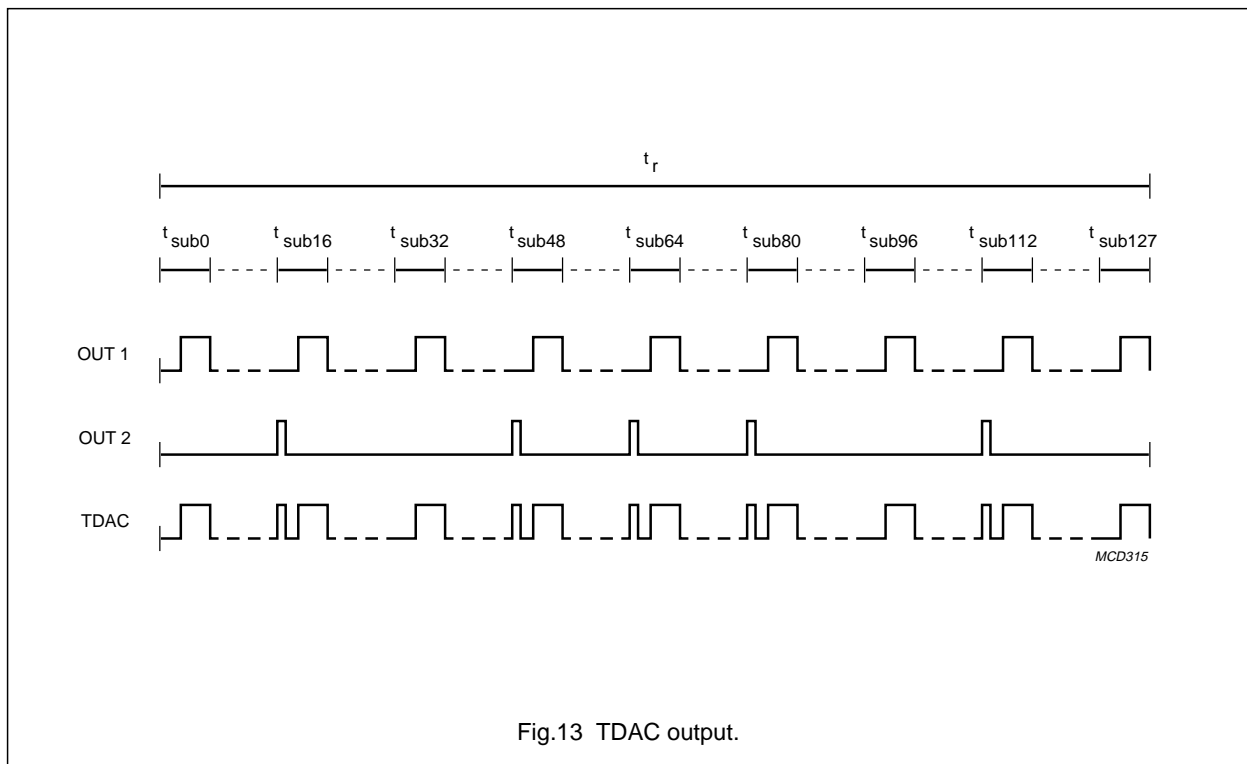 t r
t sub0 t sub16 t sub32 t sub48 t sub64 t sub80 t sub96 t sub112 t sub127
OUT 1
OUT 2
TDAC
MCD315
Fig.13 TDAC output.